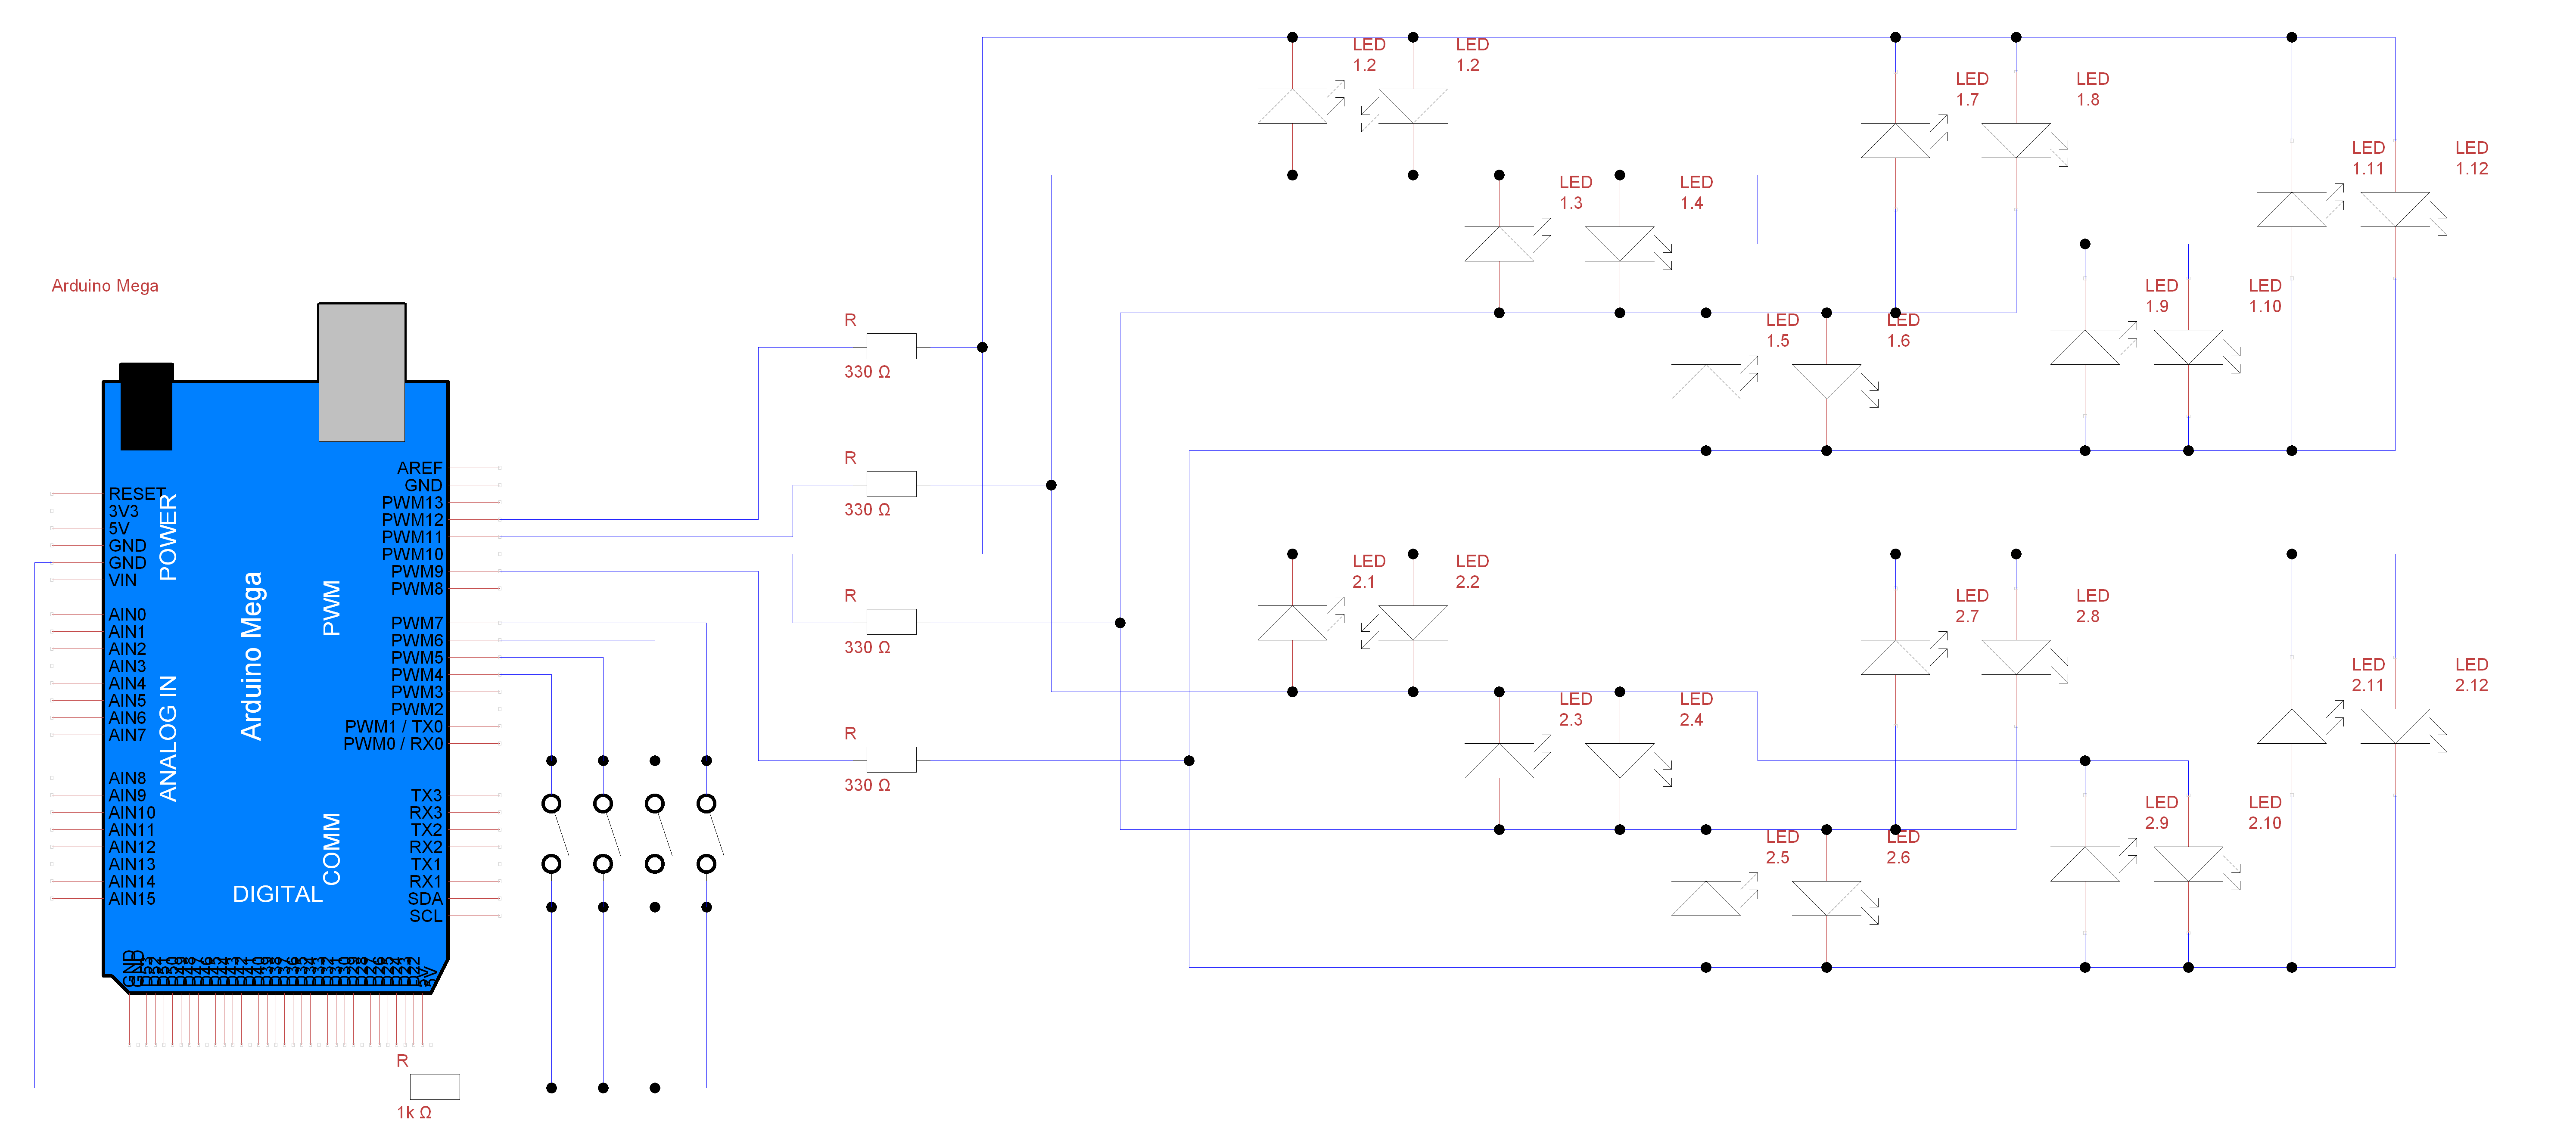 Arduino Mega
RESET
3V3
5V
GND
GND
VIN
AIN0
AIN1
AIN2
AIN3
AIN4
AIN5
AIN6
AIN7
AIN8
AIN9
AIN10
AIN11
AIN12
AIN13
AIN14
AIN15
POWER
ANALOG IN
Arduino Mega
PWM
COMM
DIGITAL
AREF
GND
PWM13
PWM12
PWM11
PWM10
PWM9
PWM8
PWM7
PWM6
PWM5
PWM4
PWM3
PWM2
PWM1 / TX0
PWM0 / RX0
TX3
RX3
TX2
RX2
TX1
RX1
SDA
SCL
GND
GND
R
1k Ω
R
330 Ω
R
330 Ω
R
330 Ω
R
330 Ω
LED
1.2
LED
1.2
LED
1.3
LED
1.4
LED
1.5
LED
1.6
LED
1.7
LED
1.8
LED
1.9
LED
1.10
LED
1.11
LED
1.12
LED
2.1
LED
2.2
LED
2.3
LED
2.4
LED
2.5
LED
2.6
LED
2.7
LED
2.8
LED
2.9
LED
2.10
LED
2.11
LED
2.12